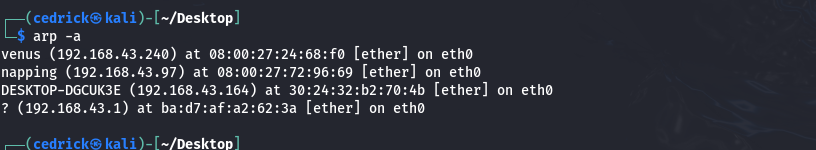 ┌──(cedrick㉿kali)-[~/Desktop]
└─$ arp -a
venus (192.168.43.240) at 08:00:27:24:68:f0 [ether] on eth0
napping (192.168.43.97) at 08:00:27:72:96:69 [ether] on eth0
DESKTOP-DGCUK3E (192.168.43.164) at 30:24:32:b2:70:4b [ether] on eth0
? (192.168.43.1) at ba:d7:af:a2:62:3a [ether] on eth0
┌──(cedrick㉿kali)-[~/Desktop]